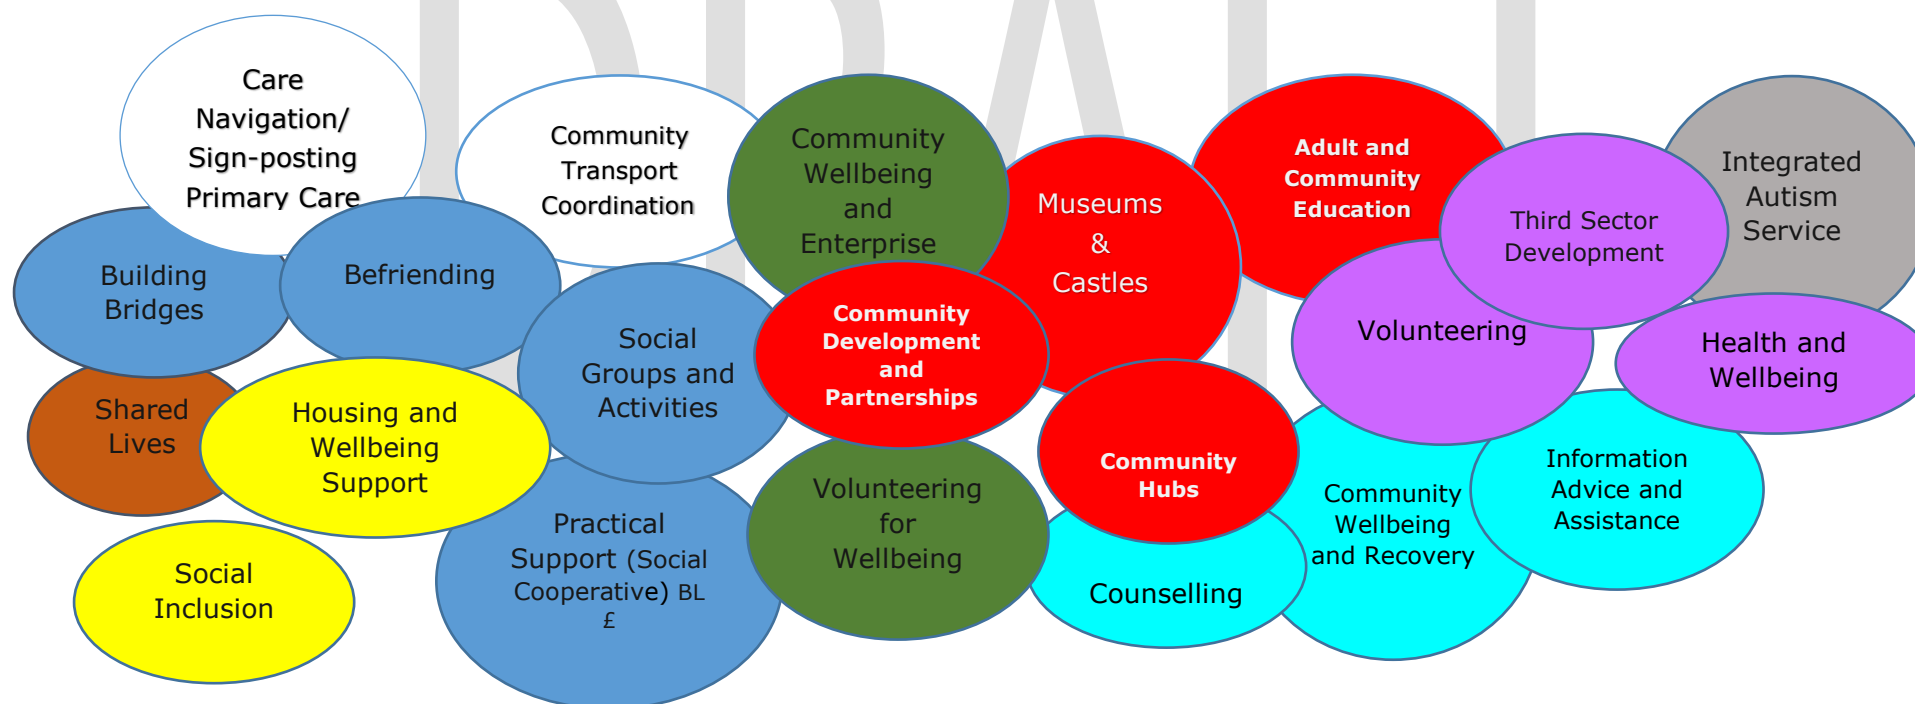 DRAFT
Care
Navigation/
Sign-posting
Primary Care
Community
Transport
Coordination
Community
Wellbeing
and
Enterprise
Museums
&
Castles
Adult and
Community
Education
Third Sector
Development
Integrated
Autism
Service
Building
Bridges
Befriending
Social
Groups and
Activities
Community
Development
and
Partnerships
Volunteering
Health and
Wellbeing
Shared
Lives
Housing and
Wellbeing
Support
Practical
Support (Social
Cooperative) BL
£
Volunteering
for
Wellbeing
Community
Hubs
Counselling
Community
Wellbeing
and Recovery
Information
Advice and
Assistance
Social
Inclusion